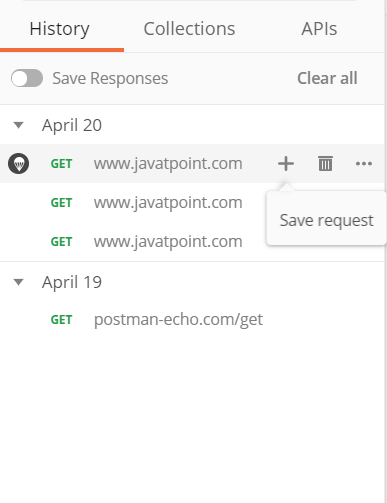 History Collections APIs
Save Responses Clear all
April 20
GET www.javatpoint.com
GET www.javatpoint.com
Save request
GET www.javatpoint.com
April 19
GET postman-echo.com/get